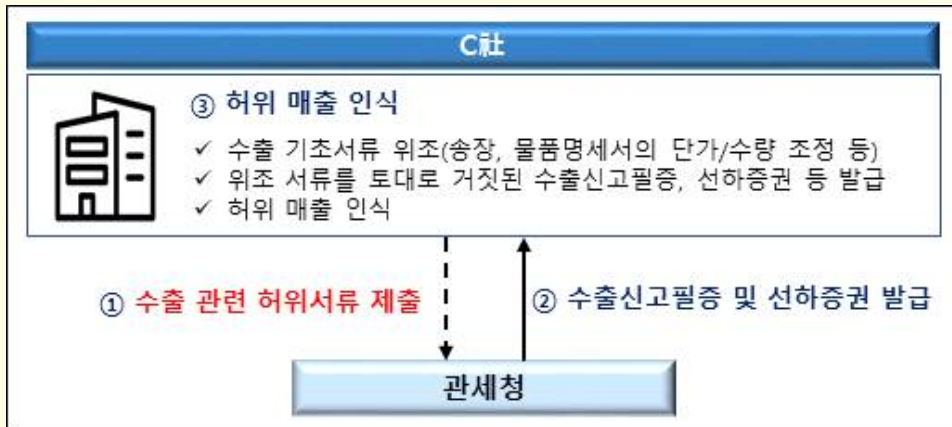 C社
③ 허위 매출 인식
✓ 수출 기초서류 위조(송장, 물품명세서의 단가/수량 조정 등)
✓ 위조 서류를 토대로 거짓된 수출신고필증, 선하증권 등 발급
✓ 허위 매출 인식
① 수출 관련 허위서류 제출
② 수출신고필증 및 선하증권 발급
관세청